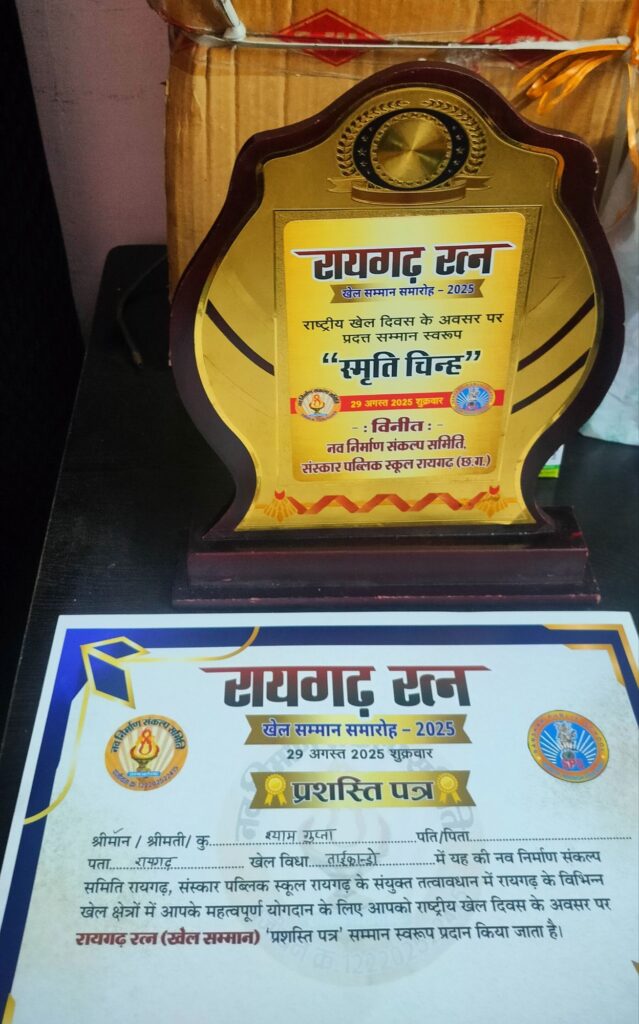 रायगढ़ रत्न
खेल सम्मान समारोह – 2025
राष्ट्रीय खेल दिवस के अवसर पर
प्रदत्त सम्मान स्वरूप
“स्मृति चिन्ह”
29 अगस्त 2025 शुक्रवार
- : विनीत : -
नव निर्माण संकल्प समिति,
संस्कार पब्लिक स्कूल रायगढ़ (छ.ग.)
रायगढ़ रत्न
खेल सम्मान समारोह – 2025
नव निर्माण संकल्प समिति
29 अगस्त 2025 शुक्रवार
प्रशस्ति पत्र
श्रीमान / श्रीमती / कु. श्याम गुप्ता पति/पिता
पता रायगढ़ खेल विधा ताईक्वांडो में यह की नव निर्माण संकल्प
समिति रायगढ़, संस्कार पब्लिक स्कूल रायगढ़ के संयुक्त तत्वावधान में रायगढ़ के विभिन्न
खेल क्षेत्रों में आपके महत्वपूर्ण योगदान के लिए आपको राष्ट्रीय खेल दिवस के अवसर पर
रायगढ़ रत्न (खेल सम्मान) ‘प्रशस्ति पत्र’ सम्मान स्वरूप प्रदान किया जाता है।